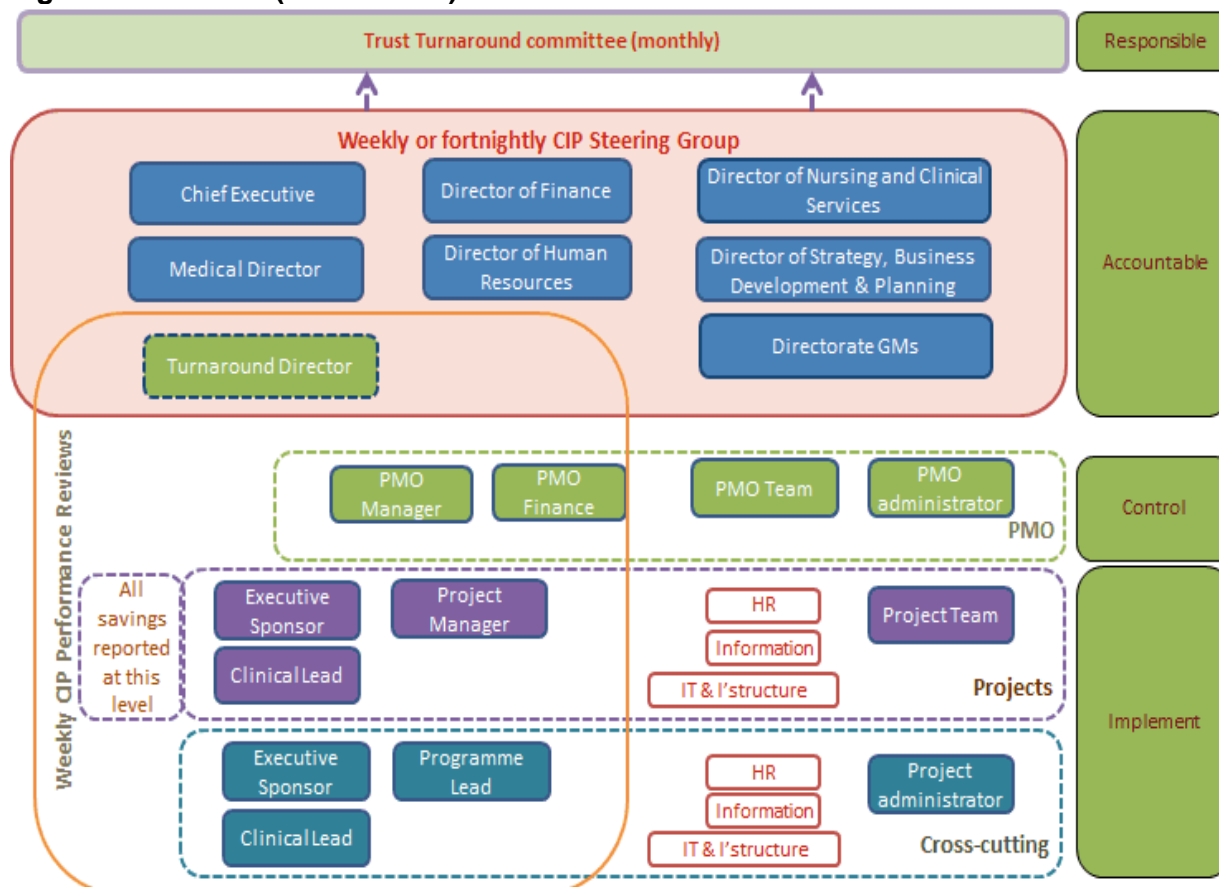 Trust Turnaround committee (monthly)
Responsible
Weekly or fortnightly CIP Steering Group
Chief Executive
Director of Finance
Director of Nursing and Clinical
Services
Medical Director
Director of Human
Resources
Director of Strategy, Business
Development & Planning
Accountable
Turnaround Director
Directorate GMs
Weekly CIP Performance Reviews
PMO
Manager
PMO
Finance
PMO Team
PMO
administrator
PMO
Control
All
savings
reported
at this
level
Executive
Sponsor
Project
Manager
Clinical Lead
HR
Information
IT & I'structure
Project Team
Projects
Implement
Executive
Sponsor
Programme
Lead
Clinical Lead
HR
Information
IT & I'structure
Project
administrator
Cross-cutting